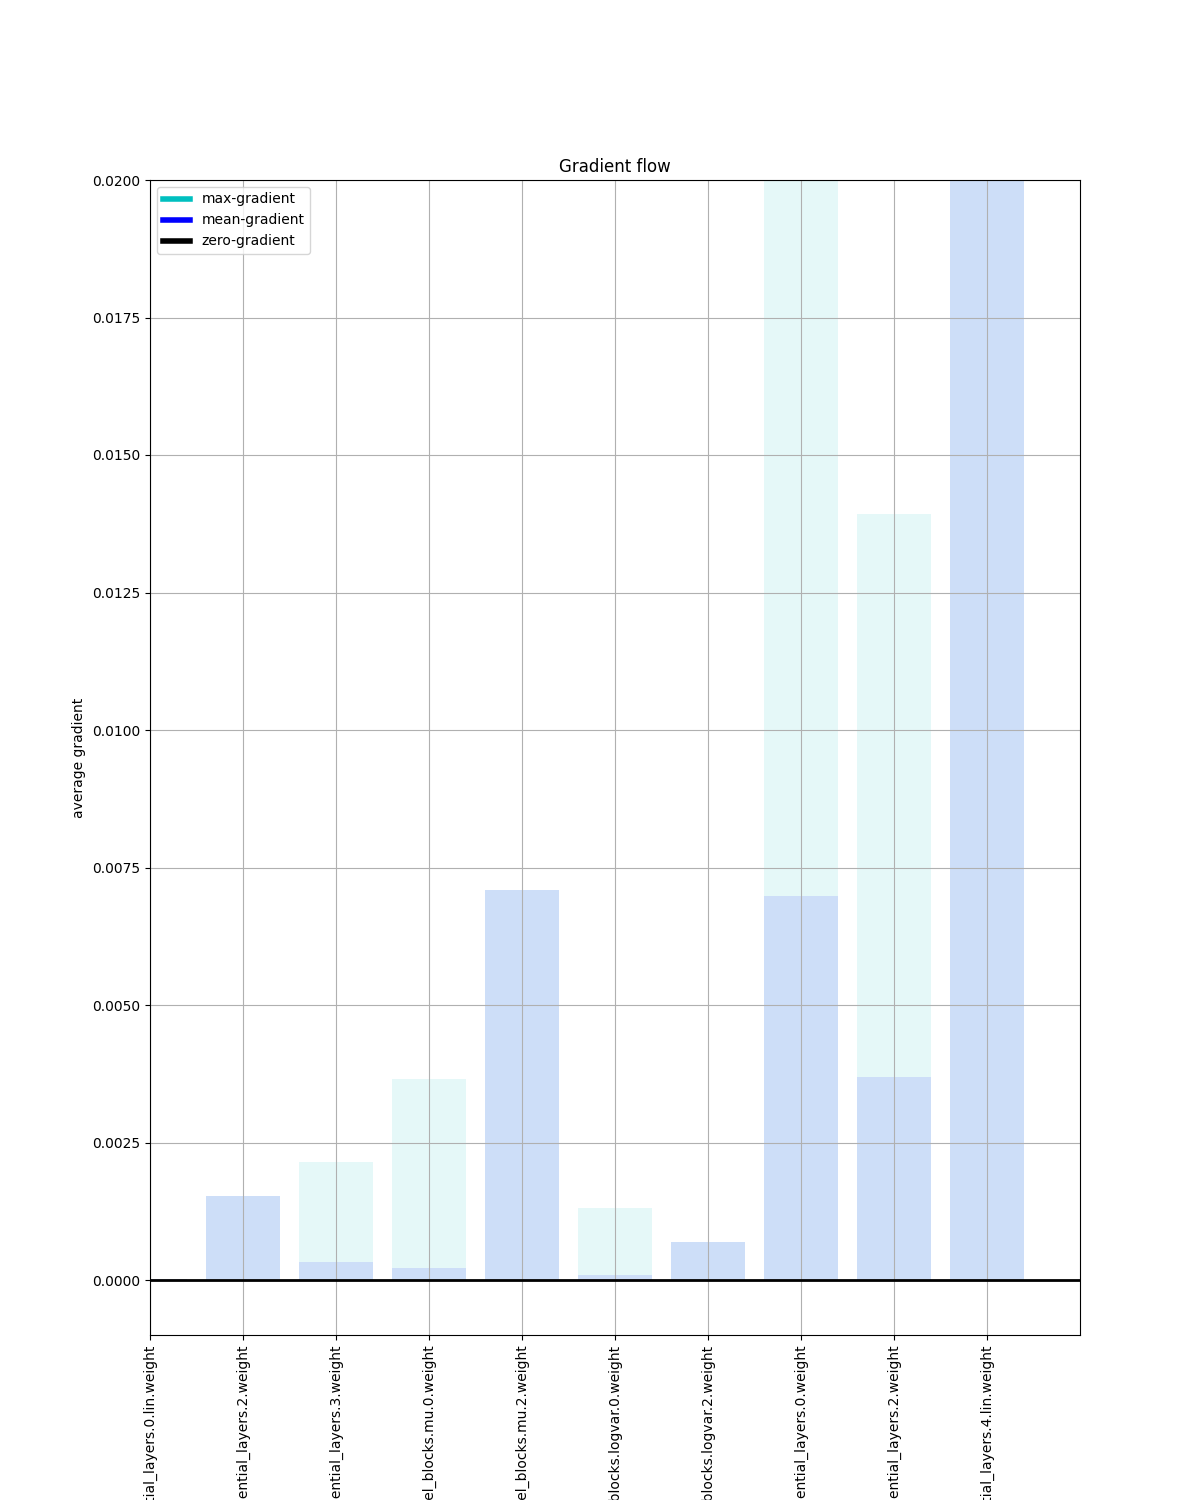 Gradient flow
max-gradient
mean-gradient
zero-gradient
0.0200
0.0175
0.0150
0.0125
0.0100
0.0075
0.0050
0.0025
0.0000
average gradient
tial_layers.0.lin.weight
ential_layers.2.weight
ential_layers.3.weight
el_blocks.mu.0.weight
el_blocks.mu.2.weight
blocks.logvar.0.weight
blocks.logvar.2.weight
ential_layers.0.weight
ential_layers.2.weight
tial_layers.4.lin.weight